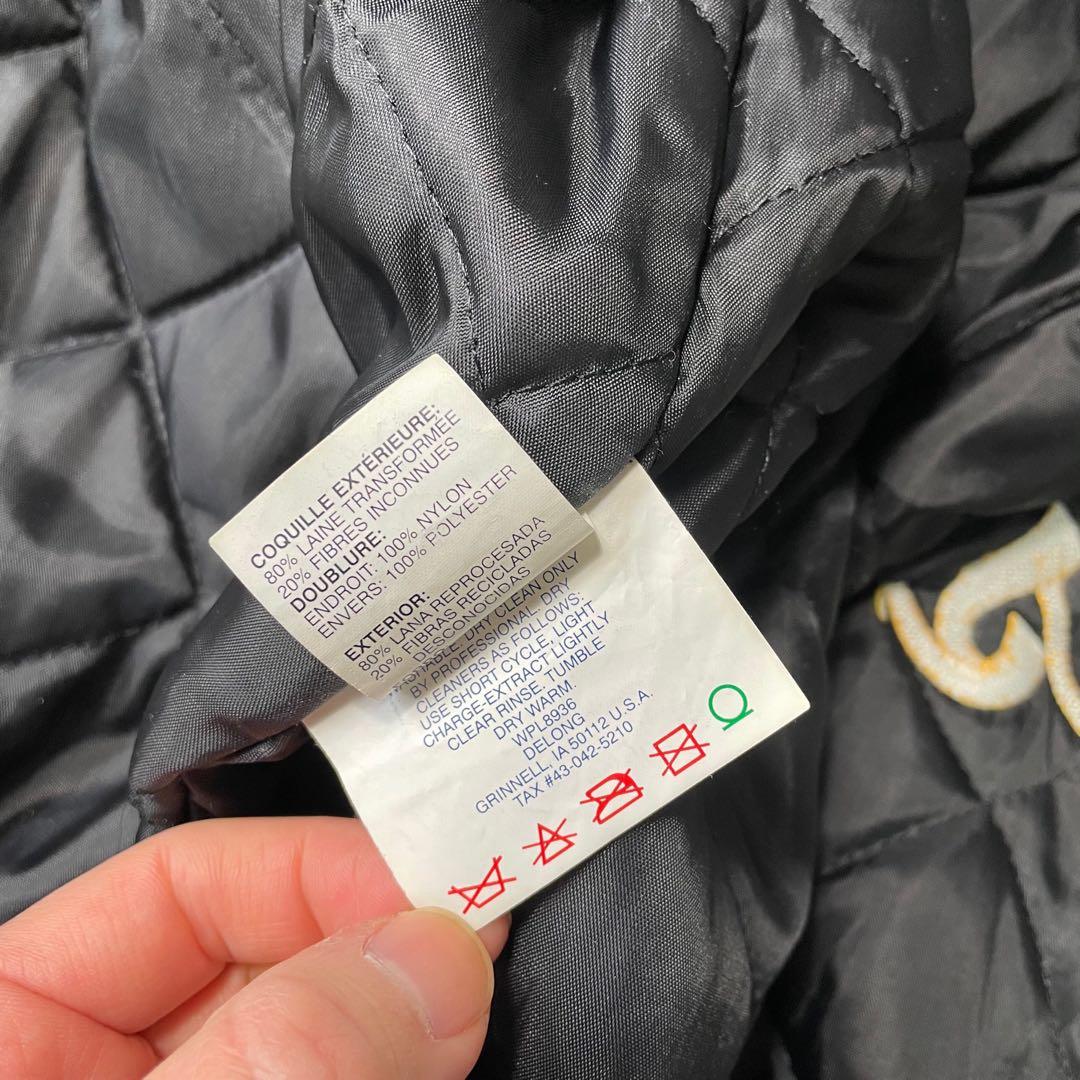 COQUILLE EXTÉRIEURE:
80% LAINE TRANSFORMÉE
20% FIBRES INCONNUES
DOUBLURE:
ENDROIT: 100% NYLON
ENVERS: 100% POLYESTER
EXTERIOR:
80% LANA REPROCESADA
20% FIBRAS RECICLADAS
DESCONOCIDAS
DRY CLEAN ONLY
BY PROFESSIONAL DRY
CLEANERS AS FOLLOWS:
USE SHORT CYCLE, LIGHT
CHARGE EXTRACT LIGHTLY
CLEAR RINSE. TUMBLE
DRY WARM.
WPL8936
DELONG
GRINNELL, IA 50112 U.S.A.
TAX #43-042-5210